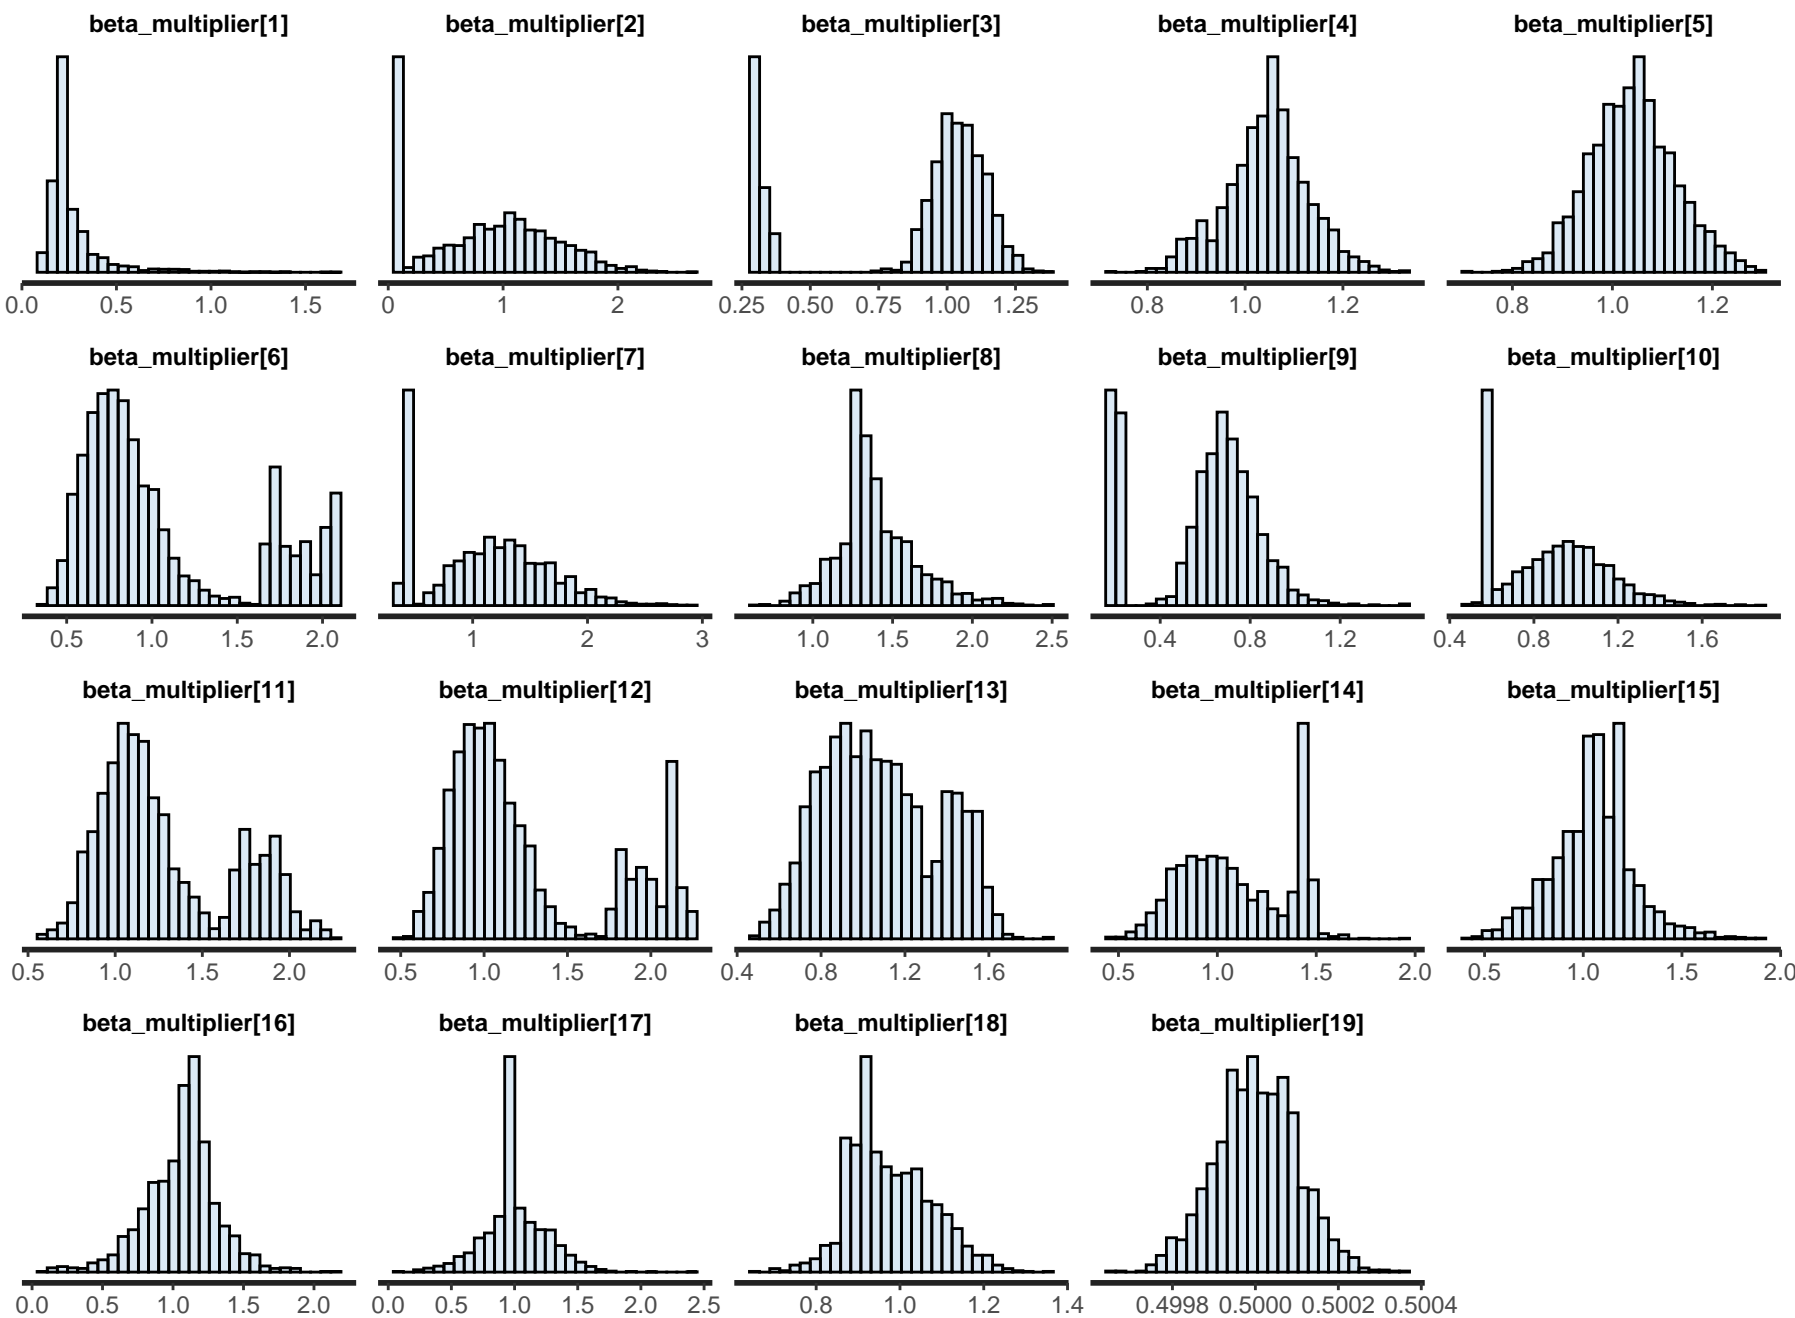 beta_multiplier[1] beta_multiplier[2] beta_multiplier[3] beta_multiplier[4] beta_multiplier[5]
0.0 0.5 1.0 1.5 0 1 2 0.25 0.50 0.75 1.00 1.25 0.8 1.0 1.2 0.8 1.0 1.2
beta_multiplier[6] beta_multiplier[7] beta_multiplier[8] beta_multiplier[9] beta_multiplier[10]
0.5 1.0 1.5 2.0 1 2 3 1.0 1.5 2.0 2.5 0.4 0.8 1.2 0.4 0.8 1.2 1.6
beta_multiplier[11] beta_multiplier[12] beta_multiplier[13] beta_multiplier[14] beta_multiplier[15]
0.5 1.0 1.5 2.0 0.5 1.0 1.5 2.0 0.4 0.8 1.2 1.6 0.5 1.0 1.5 2.0 0.5 1.0 1.5 2.0
beta_multiplier[16] beta_multiplier[17] beta_multiplier[18] beta_multiplier[19]
0.0 0.5 1.0 1.5 2.0 0.0 0.5 1.0 1.5 2.0 2.5 0.8 1.0 1.2 1.4 0.4998 0.5000 0.5002 0.5004